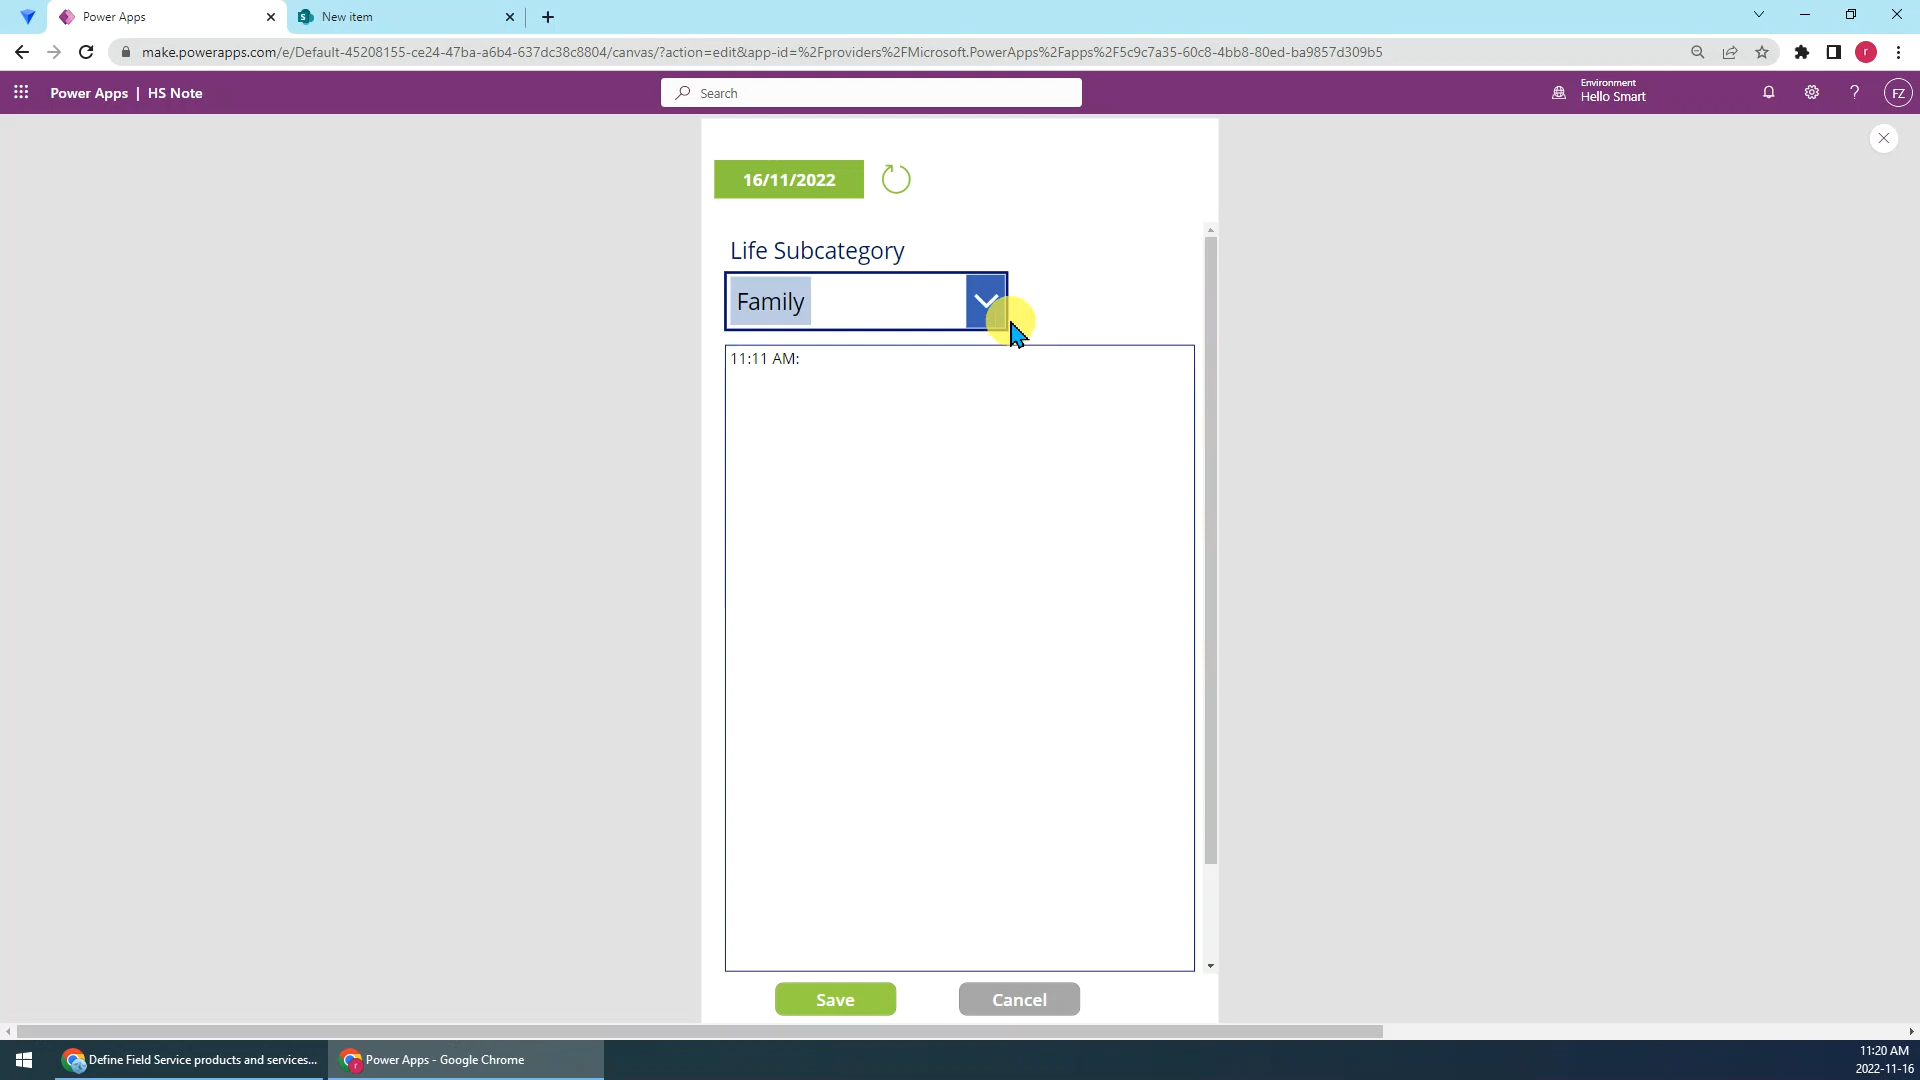 Power Apps
New item
make.powerapps.com/e/Default-45208155-ce24-47ba-a6b4-637dc38c8804/canvas/?action=edit&app-id=%2Fproviders%2FMicrosoft.PowerApps%2Fapps%2F5c9c7a35-60c8-4bb8-80ed-ba9857d309b5
r
Power Apps | HS Note
Search
Environment
Hello Smart
?
FZ
16/11/2022
Life Subcategory
Family
11:11 AM:
Save
Cancel
Define Field Service products and services...
Power Apps - Google Chrome
11:20 AM
2022-11-16